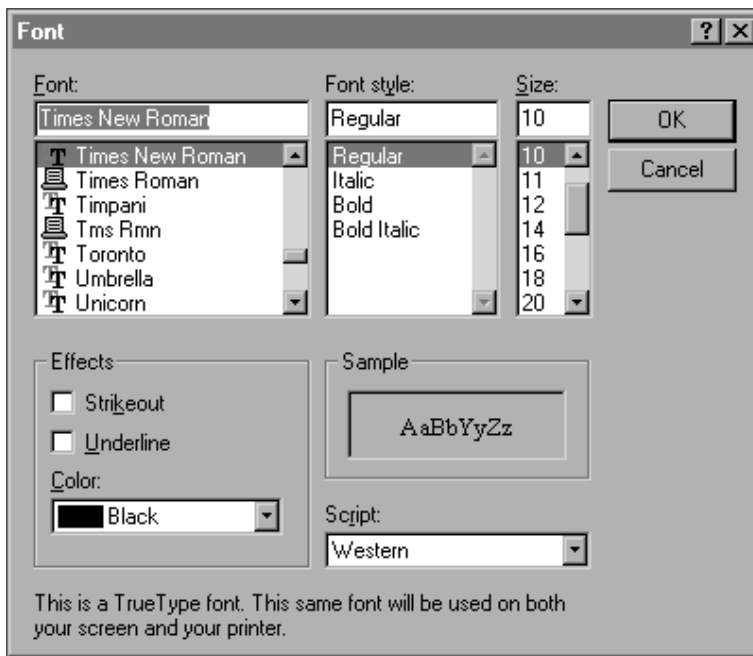 Font
Font:
Times New Roman
Times New Roman
Times Roman
Timpani
Tms Rmn
Toronto
Umbrella
Unicorn
Font style:
Regular
Regular
Italic
Bold
Bold Italic
Size:
10
10
11
12
14
16
18
20
OK
Cancel
Effects
Strikeout
Underline
Color:
Black
Sample
AaBbYyZz
Script:
Western
This is a TrueType font. This same font will be used on both
your screen and your printer.